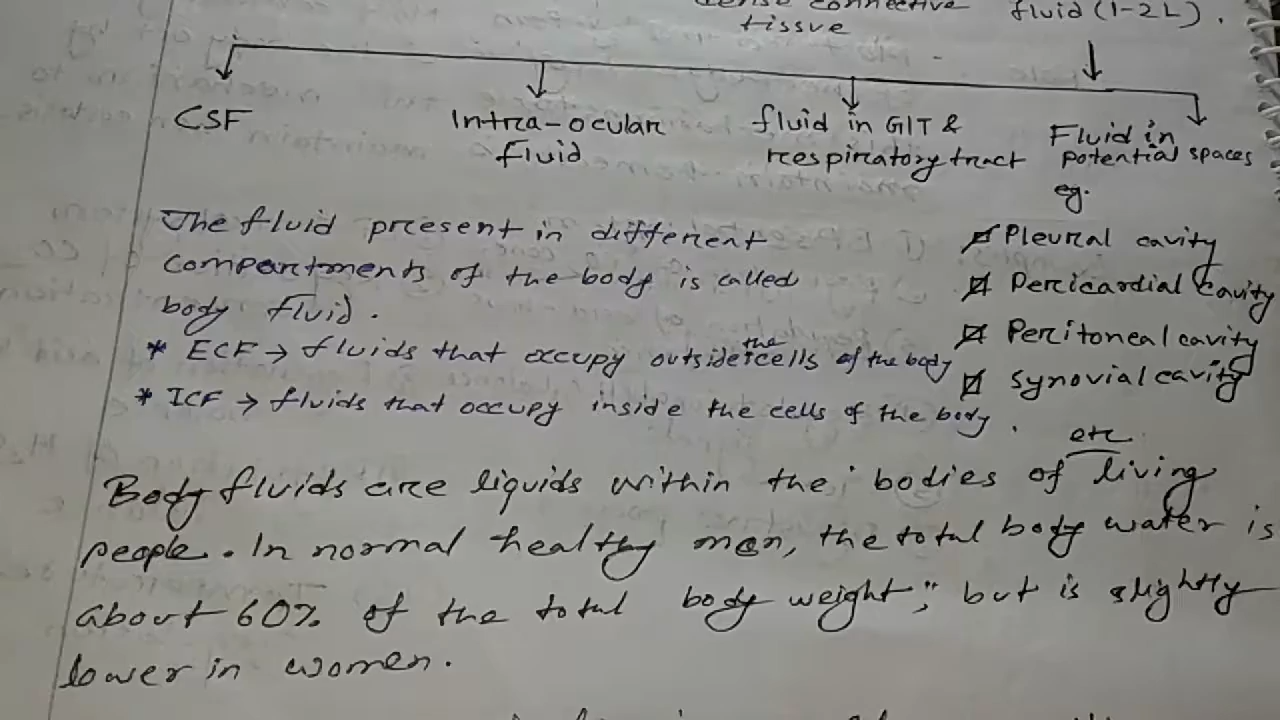 dense connective fluid (1-2L).
tissue
CSF
Intra-ocular
fluid
fluid in GIT &
respiratory tract
Fluid in
potential spaces
eg.
Pleural cavity
Pericardial cavity
Peritoneal cavity
Synovial cavity
etc
The fluid present in different
compartments of the body is called
body fluid.
* ECF → fluids that occupy outside the cells of the body
* ICF → fluids that occupy inside the cells of the body.
Body fluids are liquids within the bodies of living
people. In normal healthy man, the total body water is
about 60% of the total body weight; but is slightly
lower in women.